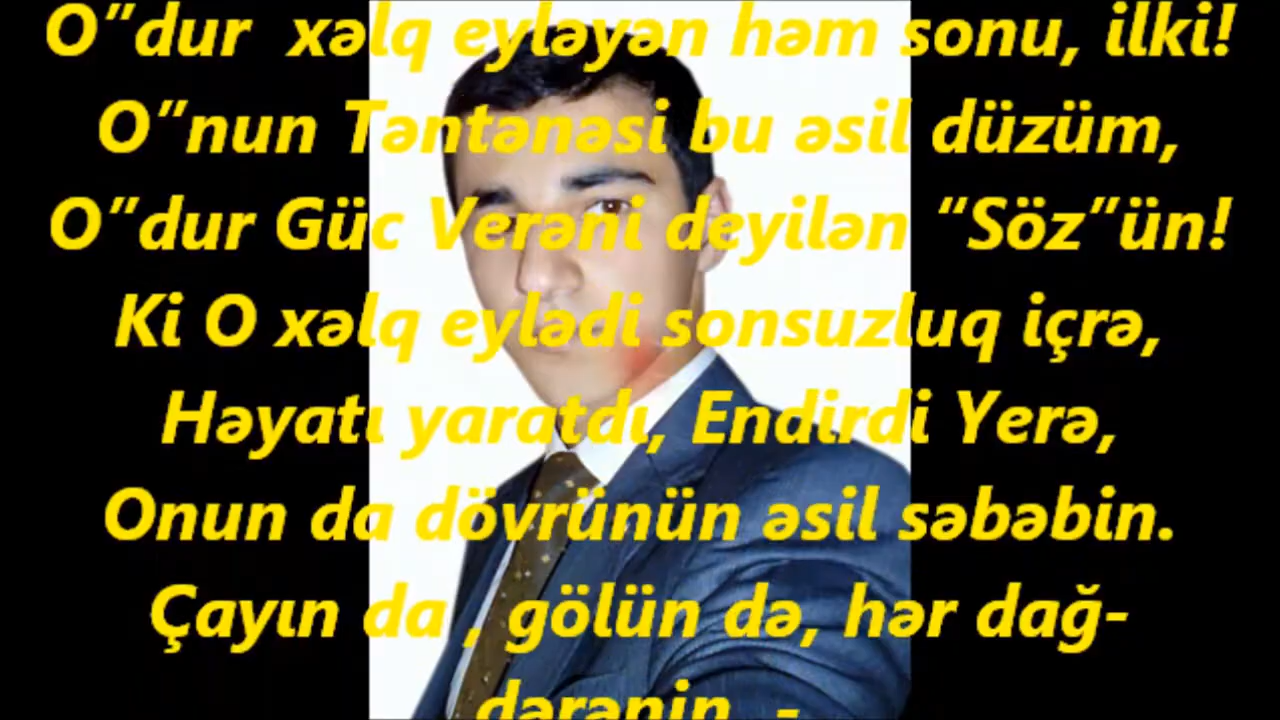 O”dur xəlq eyləyən həm sonu, ilki!
O“nun Təntənəsi bu əsil düzüm,
O”dur Güc Verəni deyilən “Söz”ün!
Ki O xəlq eylədi sonsuzluq içrə,
Həyatı yaratdı, Endirdi Yerə,
Onun da dövrünün əsil səbəbin.
Çayın da , gölün də, hər dağ-
dərənin -